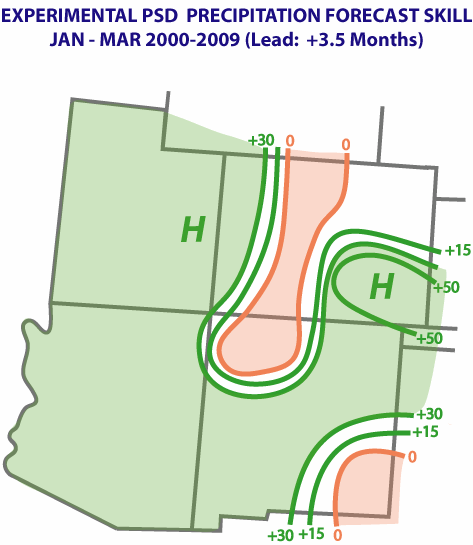 EXPERIMENTAL PSD PRECIPITATION FORECAST SKILL
JAN - MAR 2000-2009 (Lead: +3.5 Months)
+30 0 0
H
+15
H
+50
+50
+30
+15
0
+30 +15 0